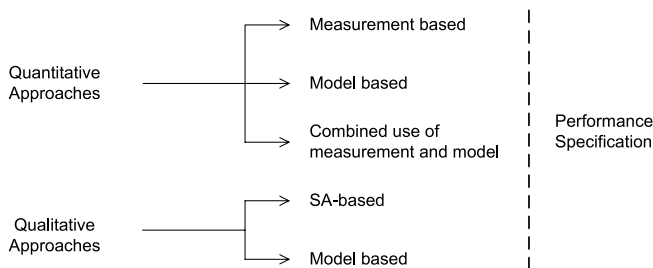 Quantitative
Approaches
Measurement based
Model based
Combined use of
measurement and model
Qualitative
Approaches
SA-based
Model based
Performance
Specification